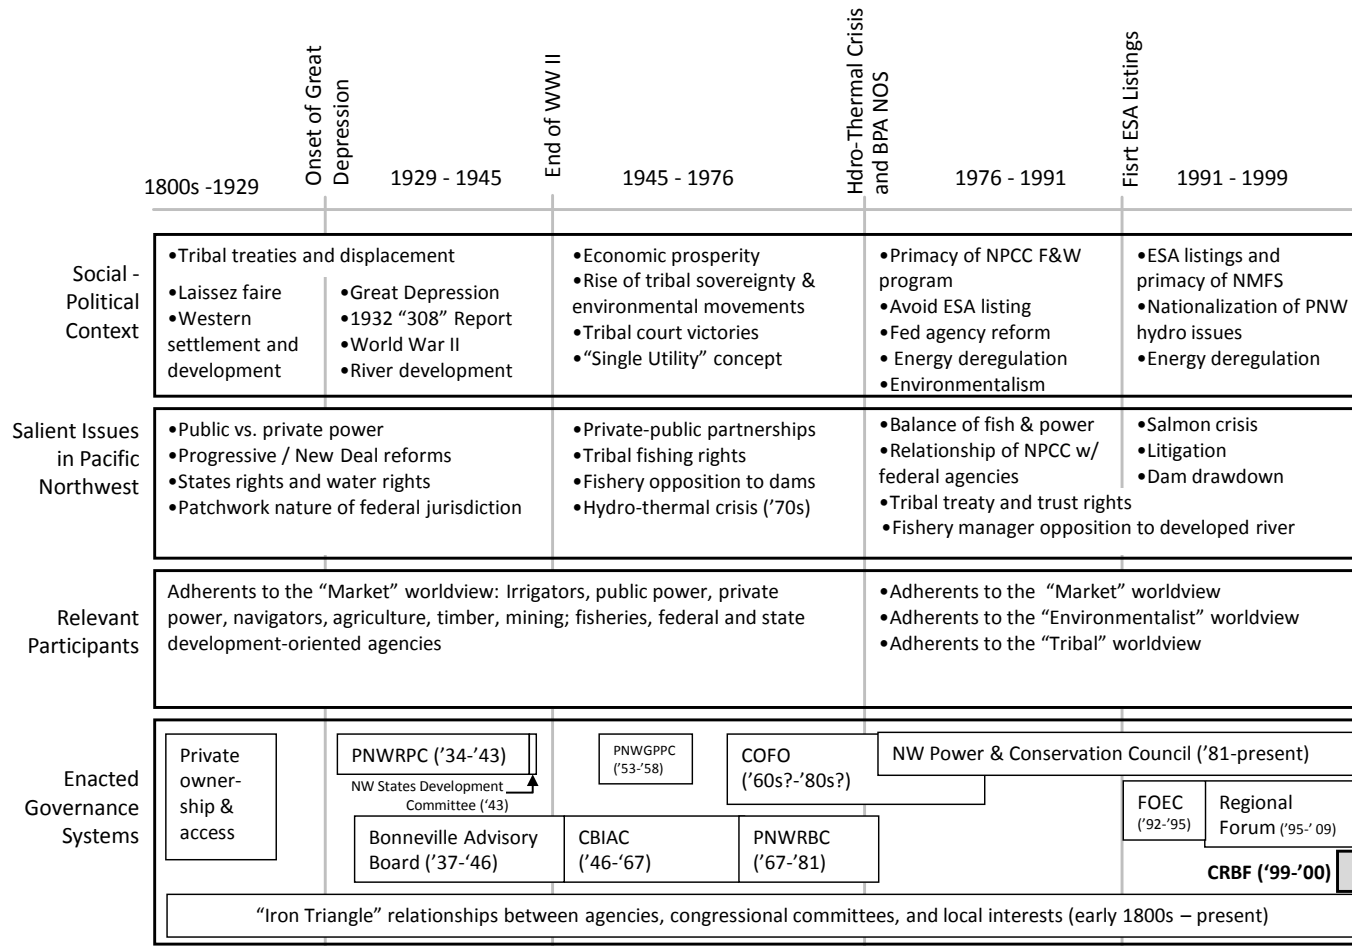 Onset of Great
Depression
End of WW II
Hdro-Thermal Crisis
and BPA NOS
Fisrt ESA Listings
1800s -1929
1929 - 1945
1945 - 1976
1976 - 1991
1991 - 1999
Social -
Political
Context
•Tribal treaties and displacement
•Laissez faire
•Western
settlement and
development
•Great Depression
•1932 “308” Report
•World War II
•River development
•Economic prosperity
•Rise of tribal sovereignty &
environmental movements
•Tribal court victories
•“Single Utility” concept
•Primacy of NPCC F&W
program
•Avoid ESA listing
•Fed agency reform
• Energy deregulation
•Environmentalism
•ESA listings and
primacy of NMFS
•Nationalization of PNW
hydro issues
•Energy deregulation
Salient Issues
in Pacific
Northwest
•Public vs. private power
•Progressive / New Deal reforms
•States rights and water rights
•Patchwork nature of federal jurisdiction
•Private-public partnerships
•Tribal fishing rights
•Fishery opposition to dams
•Hydro-thermal crisis (’70s)
•Balance of fish & power
•Relationship of NPCC w/
federal agencies
•Tribal treaty and trust rights
•Fishery manager opposition to developed river
•Salmon crisis
•Litigation
•Dam drawdown
Relevant
Participants
Adherents to the “Market” worldview: Irrigators, public power, private
power, navigators, agriculture, timber, mining; fisheries, federal and state
development-oriented agencies
•Adherents to the “Market” worldview
•Adherents to the “Environmentalist” worldview
•Adherents to the “Tribal” worldview
Enacted
Governance
Systems
Private
owner-
ship &
access
PNWRPC (’34-’43)
NW States Development
Committee (‘43)
Bonneville Advisory
Board (’37-‘46)
PNWGPPC
(’53-’58)
CBIAC
(’46-‘67)
COFO
(’60s?-’80s?)
PNWRBC
(’67-’81)
NW Power & Conservation Council (’81-present)
FOEC
(’92-’95)
Regional
Forum (’95-’ 09)
CRBF (‘99-’00)
“Iron Triangle” relationships between agencies, congressional committees, and local interests (early 1800s – present)